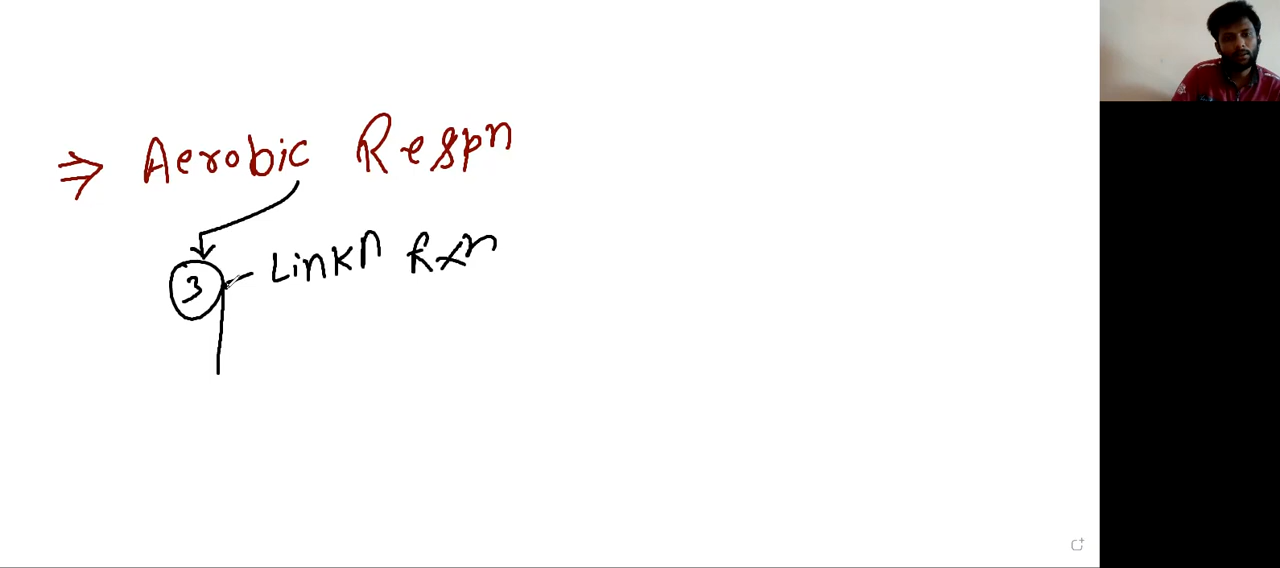 ⇒ Aerobic Respn
3 Linkn Rxn